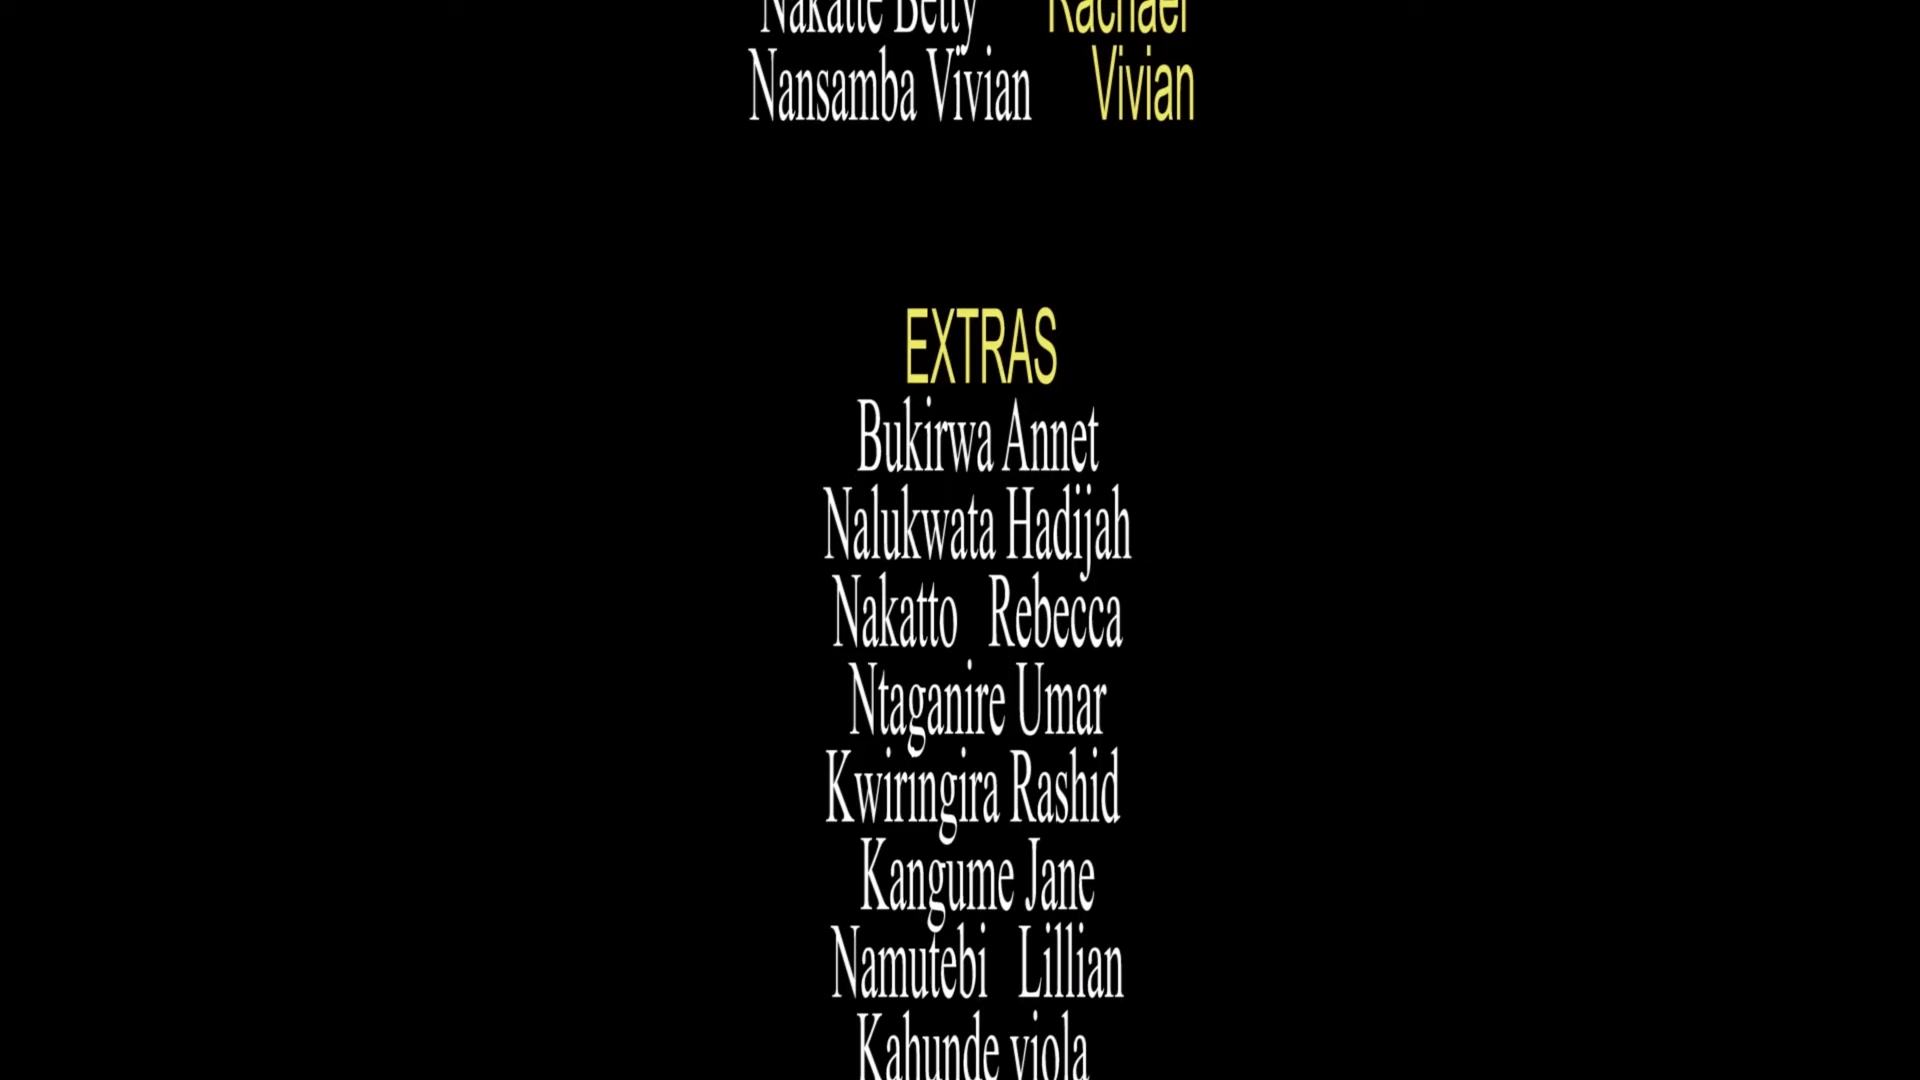 Nakatte Betty Rachael
Nansamba Vivian Vivian
EXTRAS
Bukirwa Annet
Nalukwata Hadijah
Nakatto Rebecca
Ntaganire Umar
Kwiringira Rashid
Kangume Jane
Namutebi Lillian
Kahunde viola